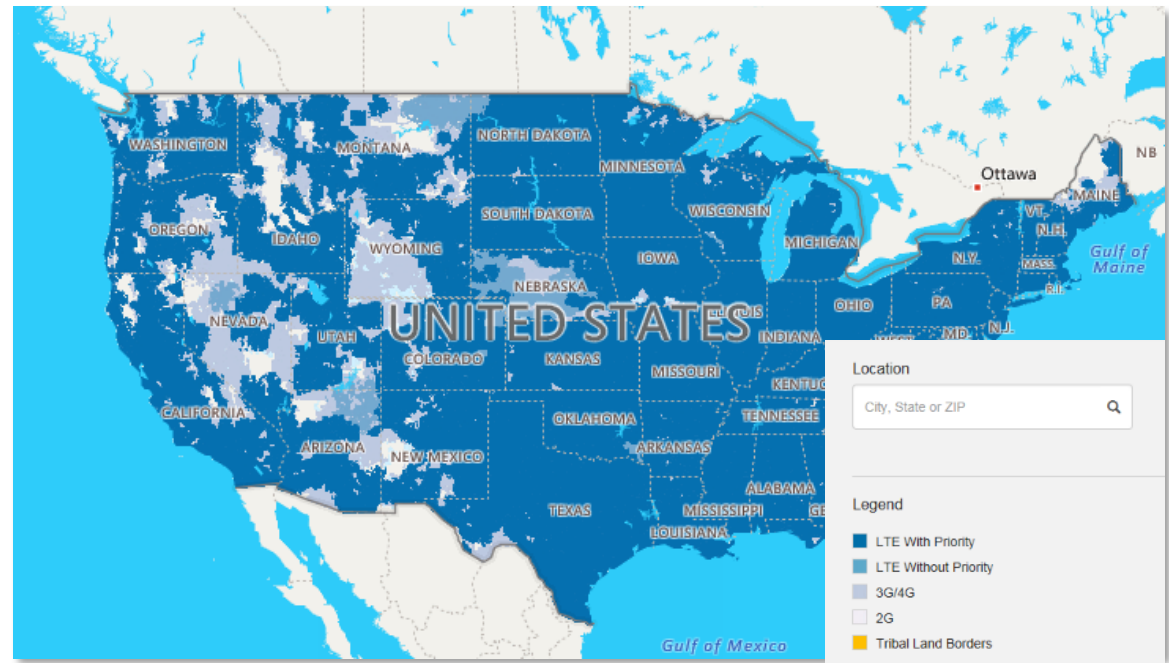 WASHINGTON
MONTANA
NORTH DAKOTA
MINNESOTA
NB
Ottawa
MAINE
OREGON
IDAHO
WYOMING
SOUTH DAKOTA
WISCONSIN
MICHIGAN
VT.
N.H.
N.Y.
MASS.
R.I.
Gulf of
Maine
IOWA
NEBRASKA
NEVADA
UTAH
UNITED STATES
INDIANA
OHIO
PA
MD.
N.J.
COLORADO
KANSAS
MISSOURI
KENTUC
CALIFORNIA
OKLAHOMA
TENNESSEE
ARIZONA
NEW MEXICO
ARKANSAS
ALABAMA
TEXAS
MISSISSIPPI
GE
LOUISIANA
Gulf of Mexico
Location
City, State or ZIP
Legend
LTE With Priority
LTE Without Priority
3G/4G
2G
Tribal Land Borders